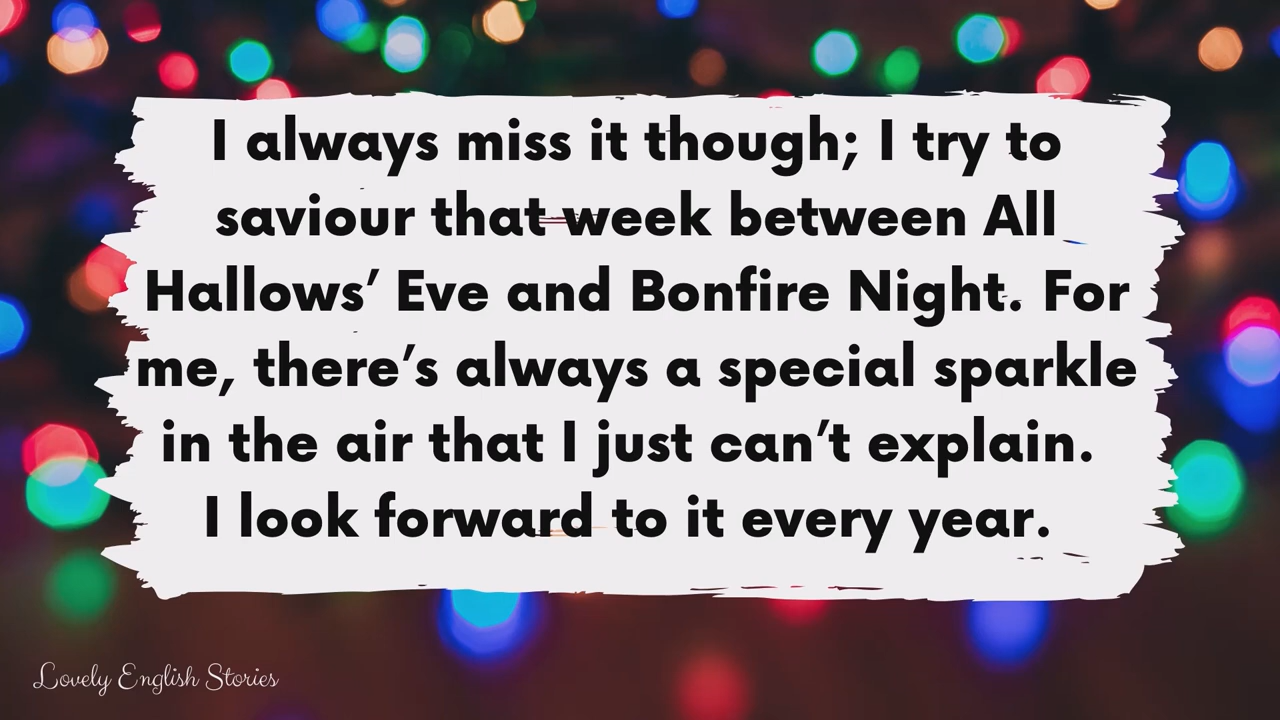 I always miss it though; I try to
saviour that week between All
Hallows’ Eve and Bonfire Night. For
me, there’s always a special sparkle
in the air that I just can’t explain.
I look forward to it every year.
Lovely English Stories